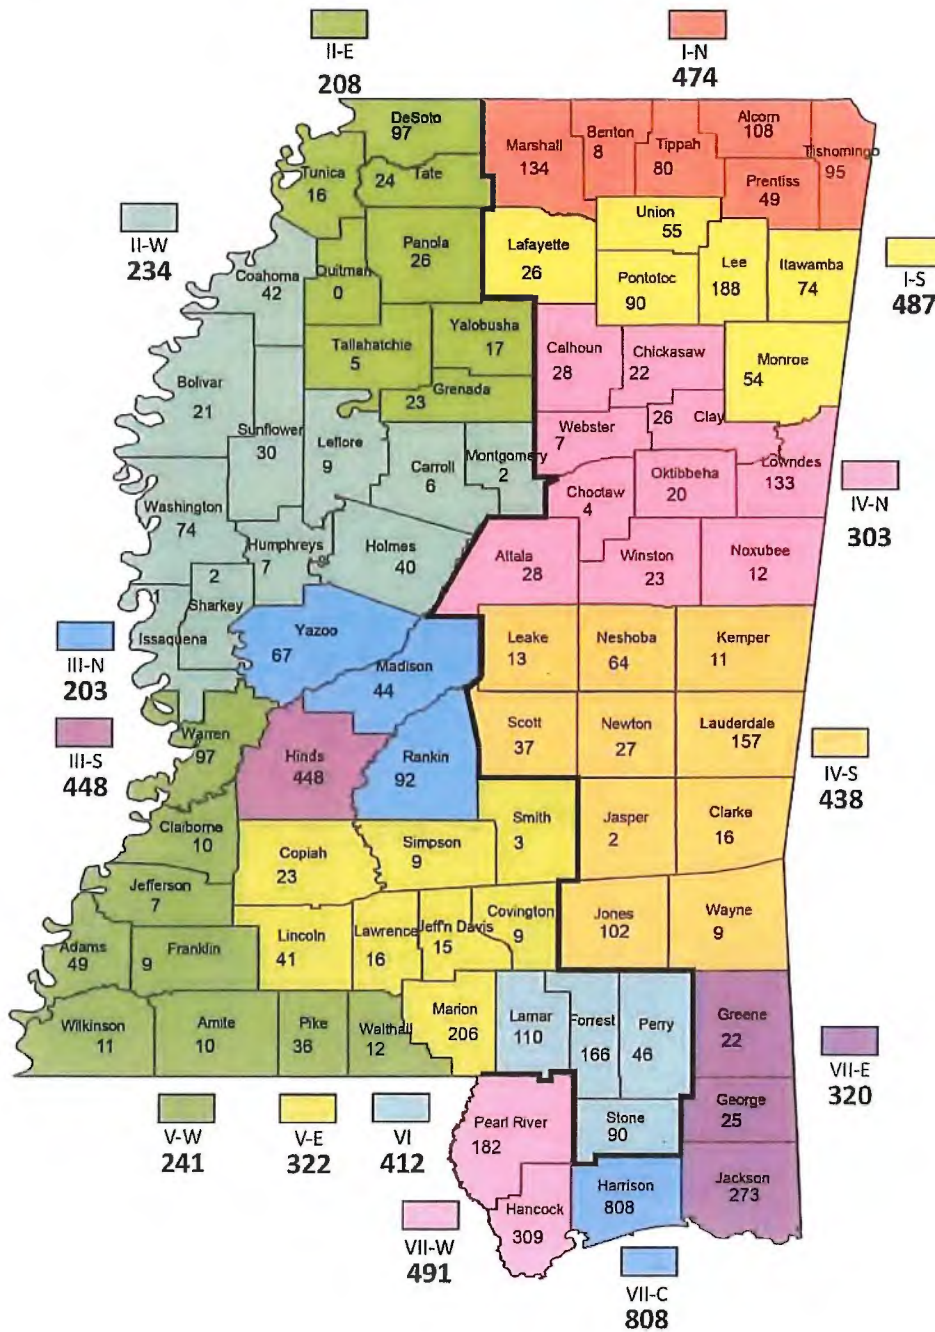 II-E
208
I-N
474
DeSoto
97
Marshall
134
Benton
8
Tippah
80
Alcorn
108
Tishomingo
95
Prentiss
49
Tunica
16
24 Tate
II-W
234
Coahoma
42
Quitman
0
Panola
26
Lafayette
26
Union
55
Pontotoc
90
Lee
188
Itawamba
74
I-S
487
Tallahatchie
5
Yalobusha
17
Grenada
23
Calhoun
28
Chickasaw
22
Monroe
54
Bolivar
21
Sunflower
30
Leflore
9
Carroll
6
Montgomery
2
Webster
7
26 Clay
Choctaw
4
Oktibbeha
20
Lowndes
133
IV-N
303
Washington
74
Humphreys
7
Holmes
40
Attala
28
Winston
23
Noxubee
12
2
Sharkey
1
Issaquena
III-N
203
Yazoo
67
Madison
44
Leake
13
Neshoba
64
Kemper
11
III-S
448
Warren
97
Hinds
448
Rankin
92
Scott
37
Newton
27
Lauderdale
157
IV-S
438
Claiborne
10
Copiah
23
Simpson
9
Smith
3
Jasper
2
Clarke
16
Jefferson
7
Adams
49
Franklin
9
Lincoln
41
Lawrence
16
Jeff'n Davis
15
Covington
9
Jones
102
Wayne
9
Wilkinson
11
Amite
10
Pike
36
Walthall
12
Marion
206
Lamar
110
Forrest
166
Perry
46
Greene
22
VII-E
320
V-W
241
V-E
322
VI
412
Pearl River
182
Stone
90
George
25
Hancock
309
Harrison
808
Jackson
273
VII-W
491
VII-C
808